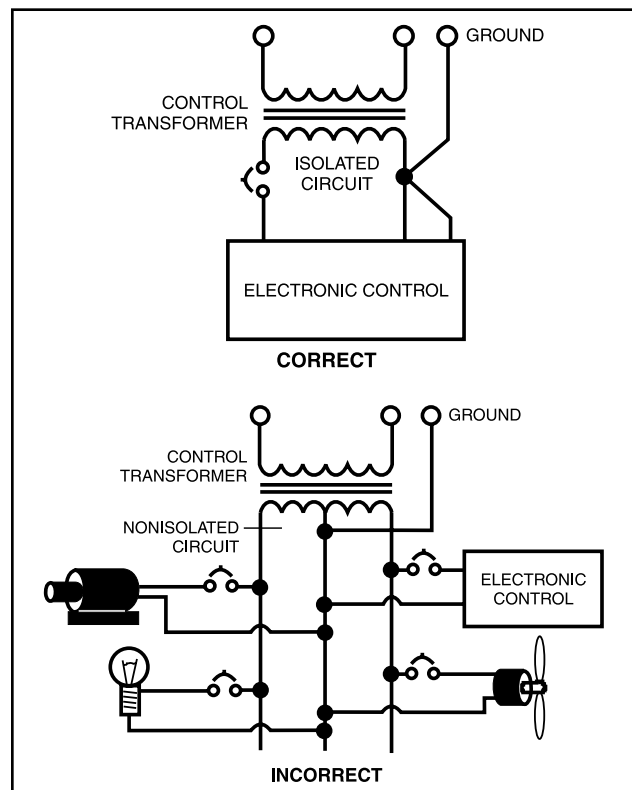 GROUND
CONTROL
TRANSFORMER
ISOLATED
CIRCUIT
ELECTRONIC CONTROL
CORRECT
GROUND
CONTROL
TRANSFORMER
NONISOLATED
CIRCUIT
ELECTRONIC
CONTROL
INCORRECT